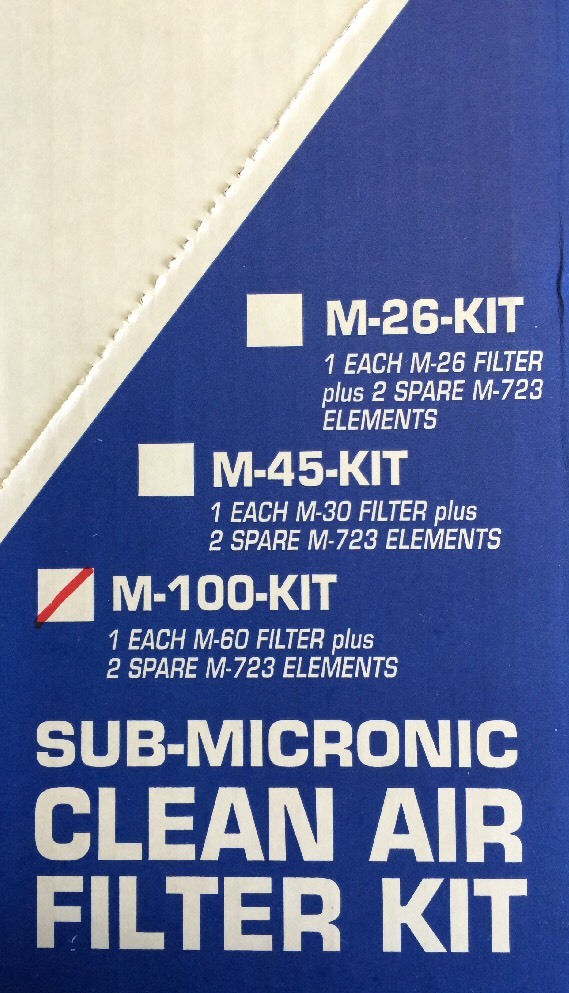 M-26-KIT
1 EACH M-26 FILTER
plus 2 SPARE M-723
ELEMENTS
M-45-KIT
1 EACH M-30 FILTER plus
2 SPARE M-723 ELEMENTS
M-100-KIT
1 EACH M-60 FILTER plus
2 SPARE M-723 ELEMENTS
SUB-MICRONIC
CLEAN AIR
FILTER KIT